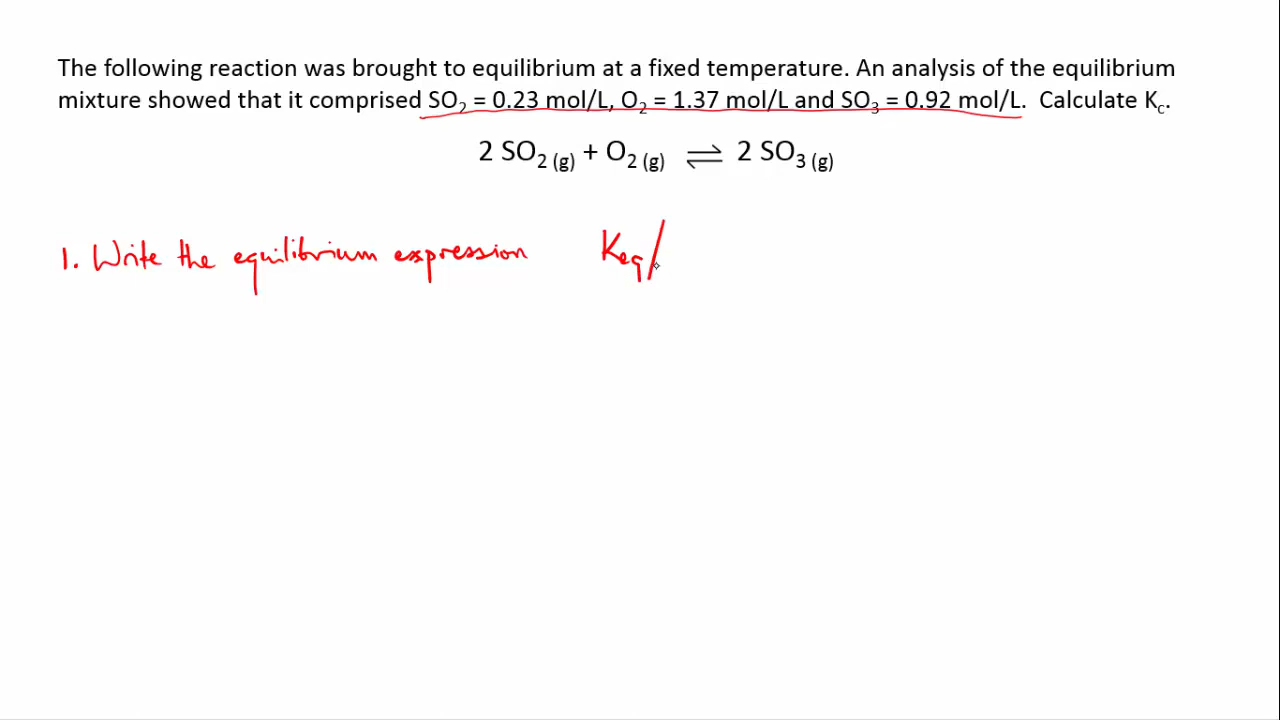 The following reaction was brought to equilibrium at a fixed temperature. An analysis of the equilibrium
mixture showed that it comprised SO₂ = 0.23 mol/L, O₂ = 1.37 mol/L and SO₃ = 0.92 mol/L. Calculate K꜀.
2 SO₂ (g) + O₂ (g) ⇌ 2 SO₃ (g)
1. Write the equilibrium expression Keq/